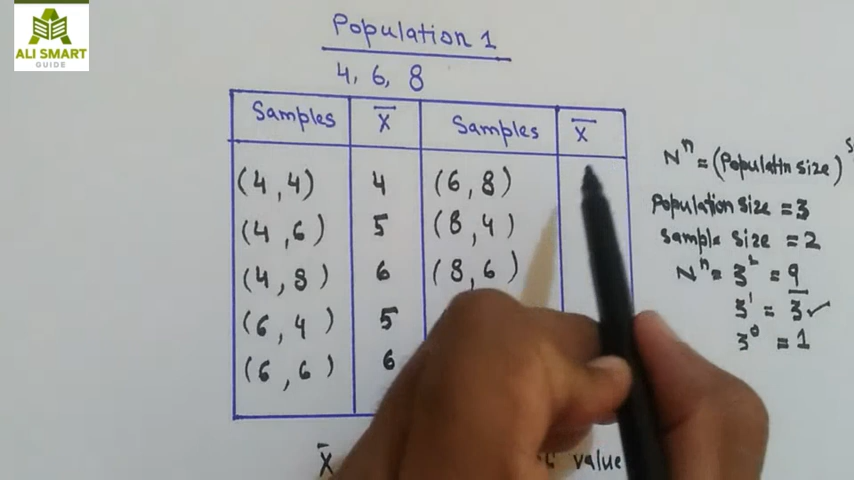 ALI SMART
GUIDE
Population 1
4, 6, 8
Samples X̄ Samples X̄
(4,4) 4 (6,8)
(4,6) 5 (8,4)
(4,8) 6 (8,6)
(6,4) 5
(6,6) 6
Nⁿ = (Populatin size)
Population size = 3
Sample size = 2
Nⁿ = 3² = 9
3¹ = 3 ✓
3⁰ = 1
X̄ value